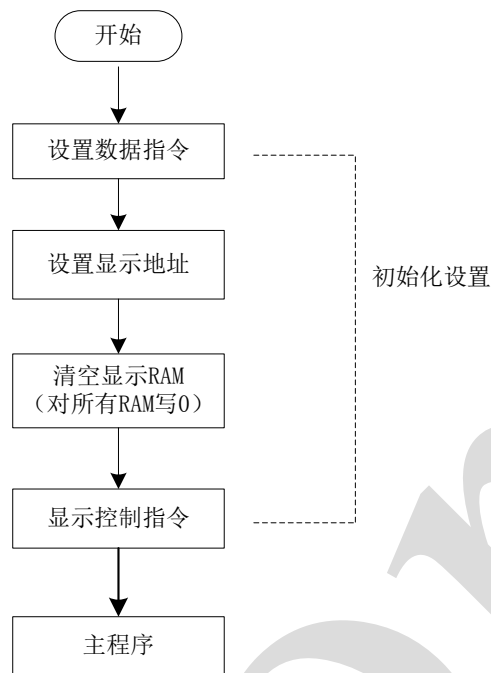 开始
设置数据指令
设置显示地址
初始化设置
清空显示RAM
（对所有RAM写0）
显示控制指令
主程序